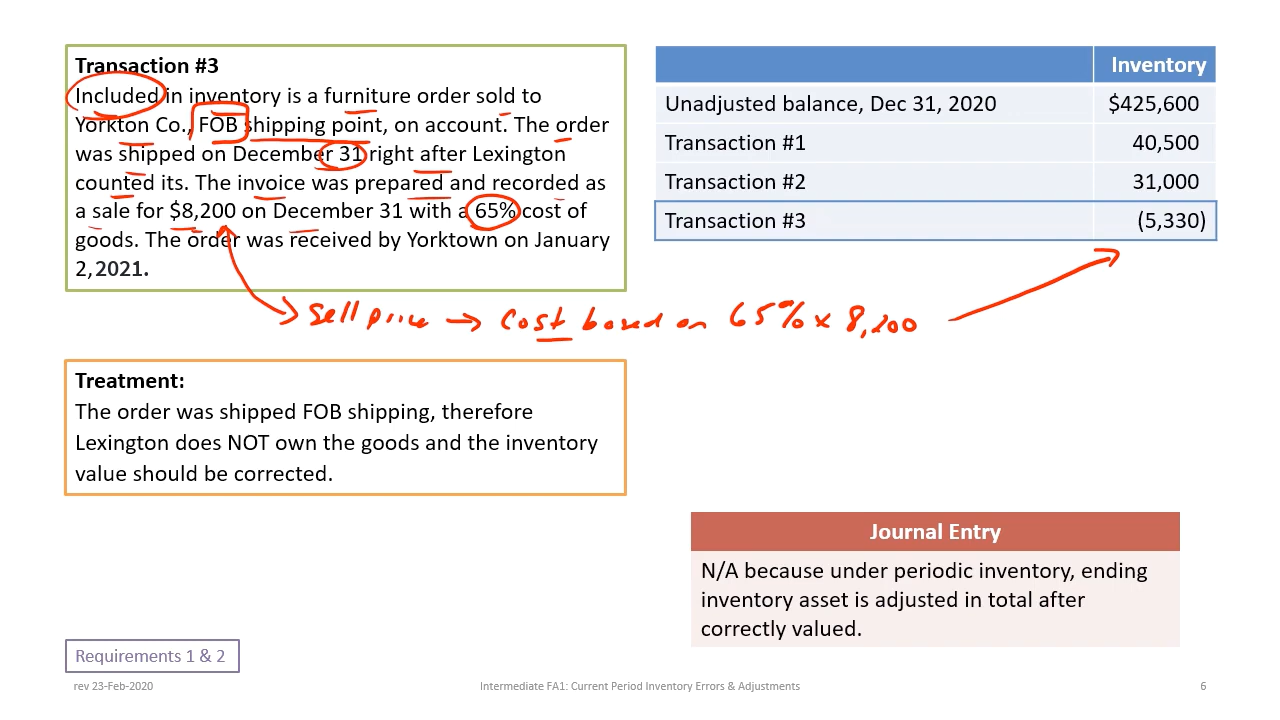 Transaction #3
Included in inventory is a furniture order sold to
Yorkton Co., FOB shipping point, on account. The order
was shipped on December 31 right after Lexington
counted its. The invoice was prepared and recorded as
a sale for $8,200 on December 31 with a 65% cost of
goods. The order was received by Yorktown on January
2, 2021.
Inventory
Unadjusted balance, Dec 31, 2020 $425,600
Transaction #1 40,500
Transaction #2 31,000
Transaction #3 (5,330)
Sell price → Cost based on 65% x 8,200
Treatment:
The order was shipped FOB shipping, therefore
Lexington does NOT own the goods and the inventory
value should be corrected.
Journal Entry
N/A because under periodic inventory, ending
inventory asset is adjusted in total after
correctly valued.
Requirements 1 & 2
rev 23-Feb-2020 Intermediate FA1: Current Period Inventory Errors & Adjustments 6